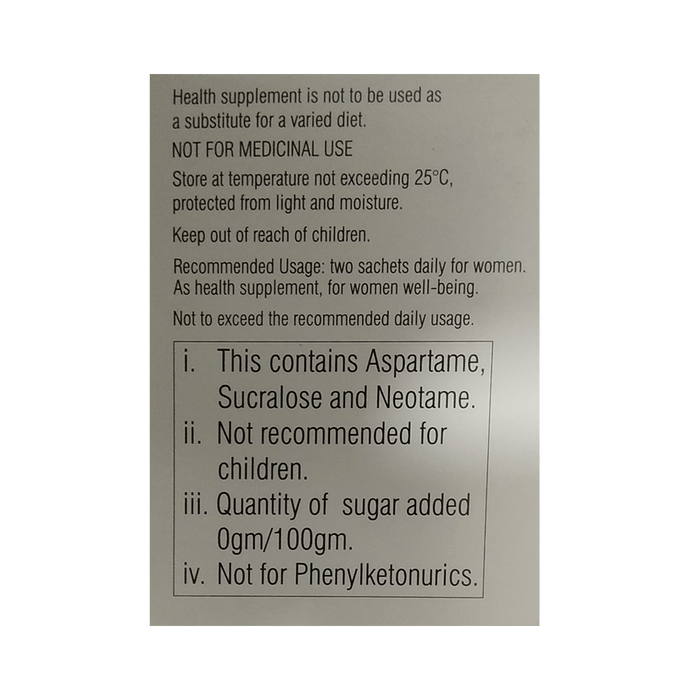 Health supplement is not to be used as
a substitute for a varied diet.
NOT FOR MEDICINAL USE
Store at temperature not exceeding 25°C,
protected from light and moisture.
Keep out of reach of children.
Recommended Usage: two sachets daily for women.
As health supplement, for women well-being.
Not to exceed the recommended daily usage.
i. This contains Aspartame,
Sucralose and Neotame.
ii. Not recommended for
children.
iii. Quantity of sugar added
0gm/100gm.
iv. Not for Phenylketonurics.